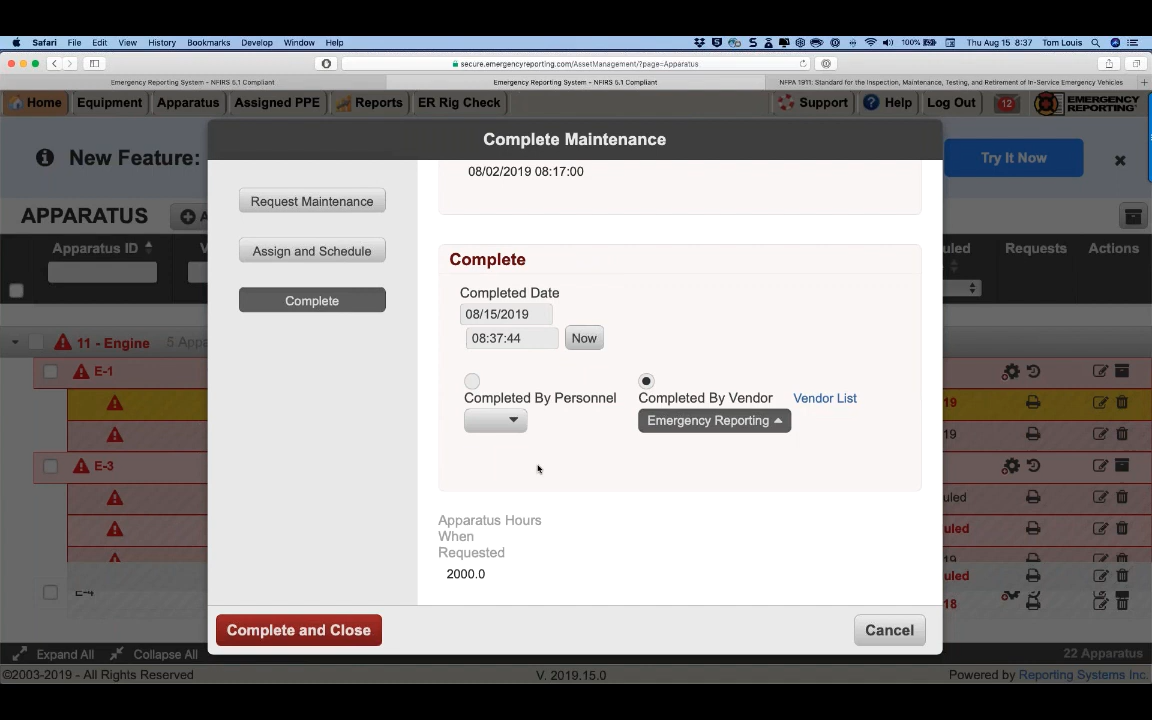 Safari File Edit View History Bookmarks Develop Window Help 100% Thu Aug 15 8:37 Tom Louis
secure.emergencyreporting.com/AssetManagement/?page=Apparatus
Emergency Reporting System - NFIRS 5.1 Compliant Emergency Reporting System - NFIRS 5.1 Compliant NFPA 1911: Standard for the Inspection, Maintenance, Testing, and Retirement of In-Service Emergency Vehicles
Home Equipment Apparatus Assigned PPE Reports ER Rig Check Support Help Log Out 12 EMERGENCY REPORTING
Complete Maintenance
New Feature: Try It Now
08/02/2019 08:17:00
Request Maintenance
APPARATUS
Apparatus ID Requests Actions
Assign and Schedule
Complete
Complete
Completed Date
08/15/2019
08:37:44 Now
11 - Engine 5
E-1
Completed By Personnel Completed By Vendor Vendor List
Emergency Reporting
19
19
E-3
Apparatus Hours
When
Requested
2000.0
E-4
18
Complete and Close Cancel
Expand All Collapse All 22 Apparatus
©2003-2019 - All Rights Reserved V. 2019.15.0 Powered by Reporting Systems Inc.